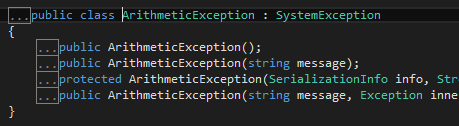 ...public class ArithmeticException : SystemException
{
...public ArithmeticException();
...public ArithmeticException(string message);
...protected ArithmeticException(SerializationInfo info, Str
...public ArithmeticException(string message, Exception inne
}